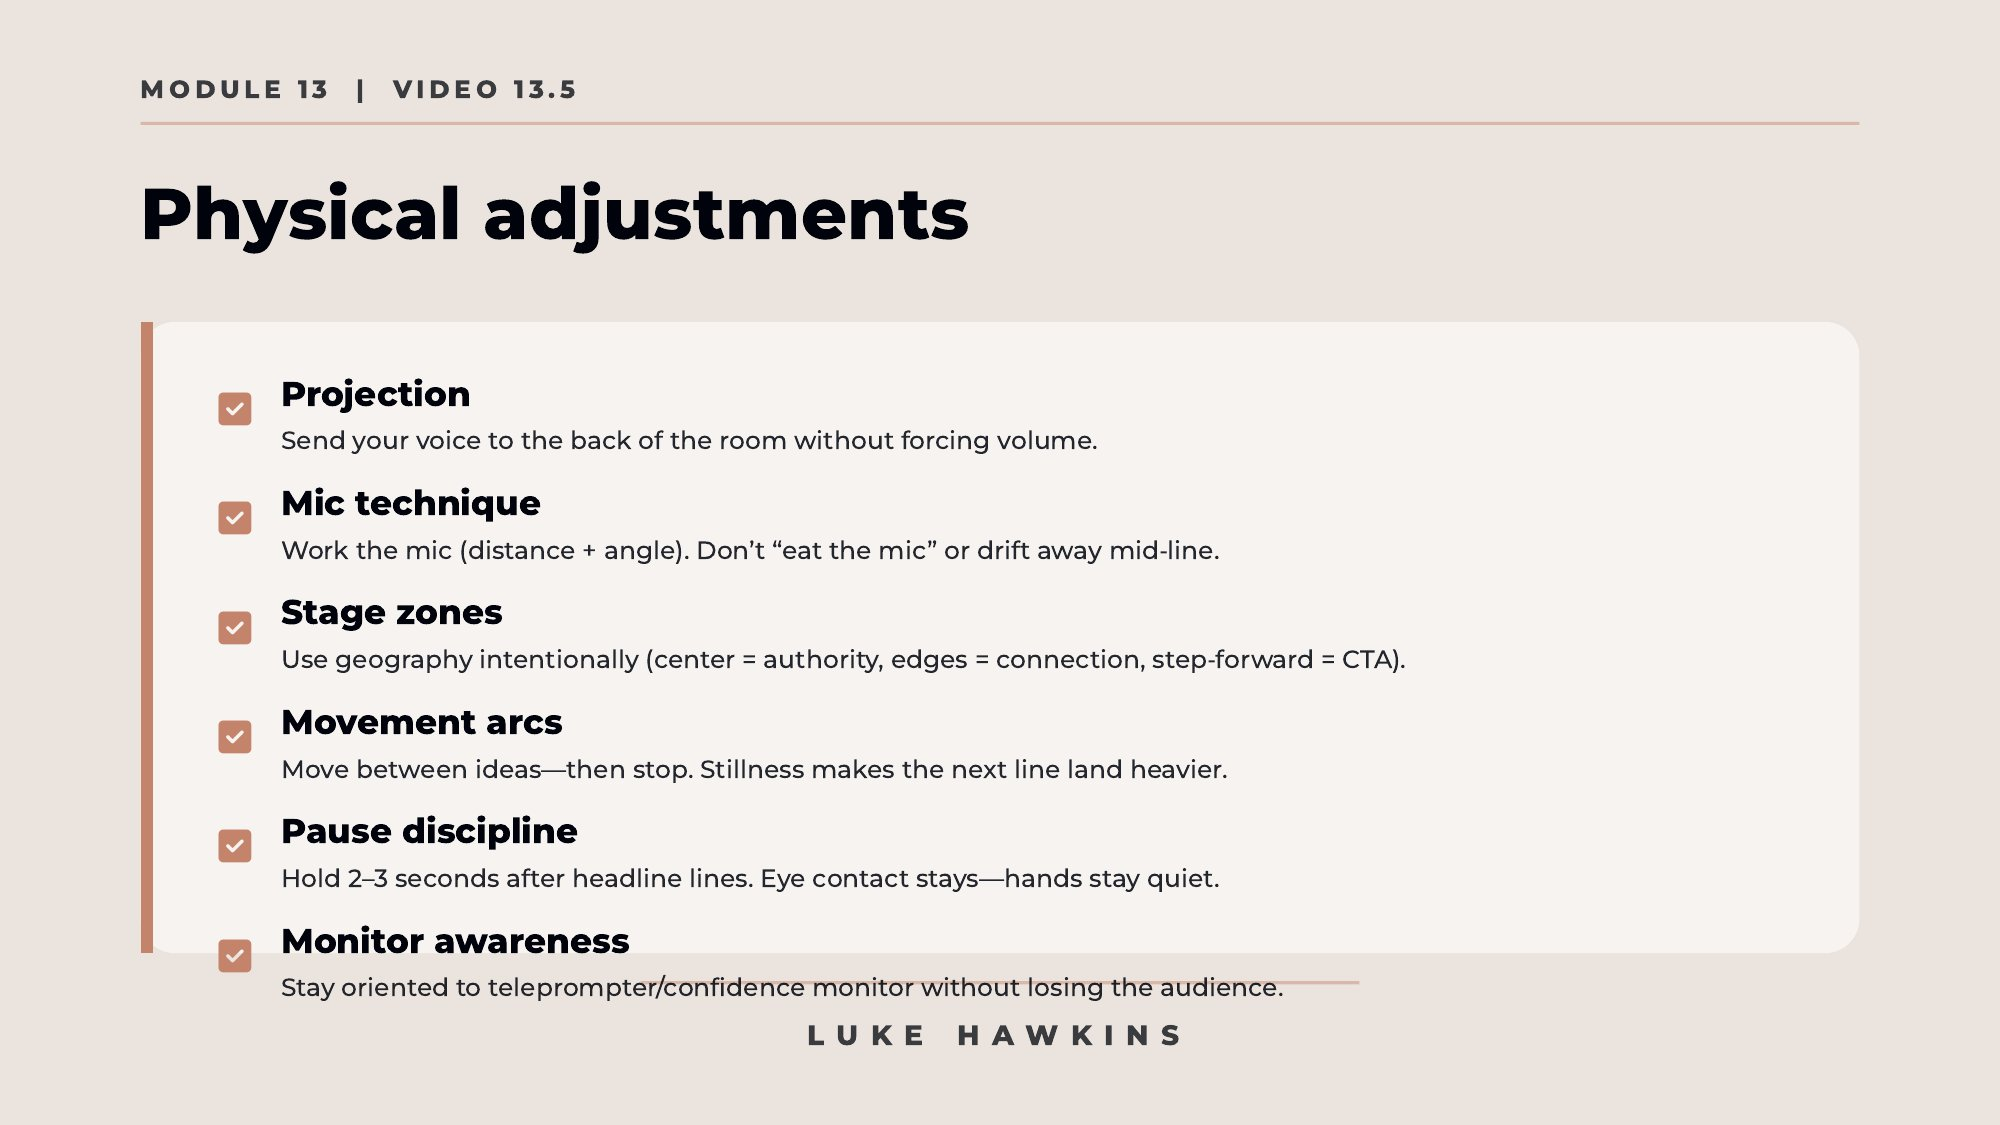 MODULE 13 | VIDEO 13.5
Physical adjustments
Projection
Send your voice to the back of the room without forcing volume.
Mic technique
Work the mic (distance + angle). Don’t “eat the mic” or drift away mid-line.
Stage zones
Use geography intentionally (center = authority, edges = connection, step-forward = CTA).
Movement arcs
Move between ideas—then stop. Stillness makes the next line land heavier.
Pause discipline
Hold 2–3 seconds after headline lines. Eye contact stays—hands stay quiet.
Monitor awareness
Stay oriented to teleprompter/confidence monitor without losing the audience.
LUKE HAWKINS